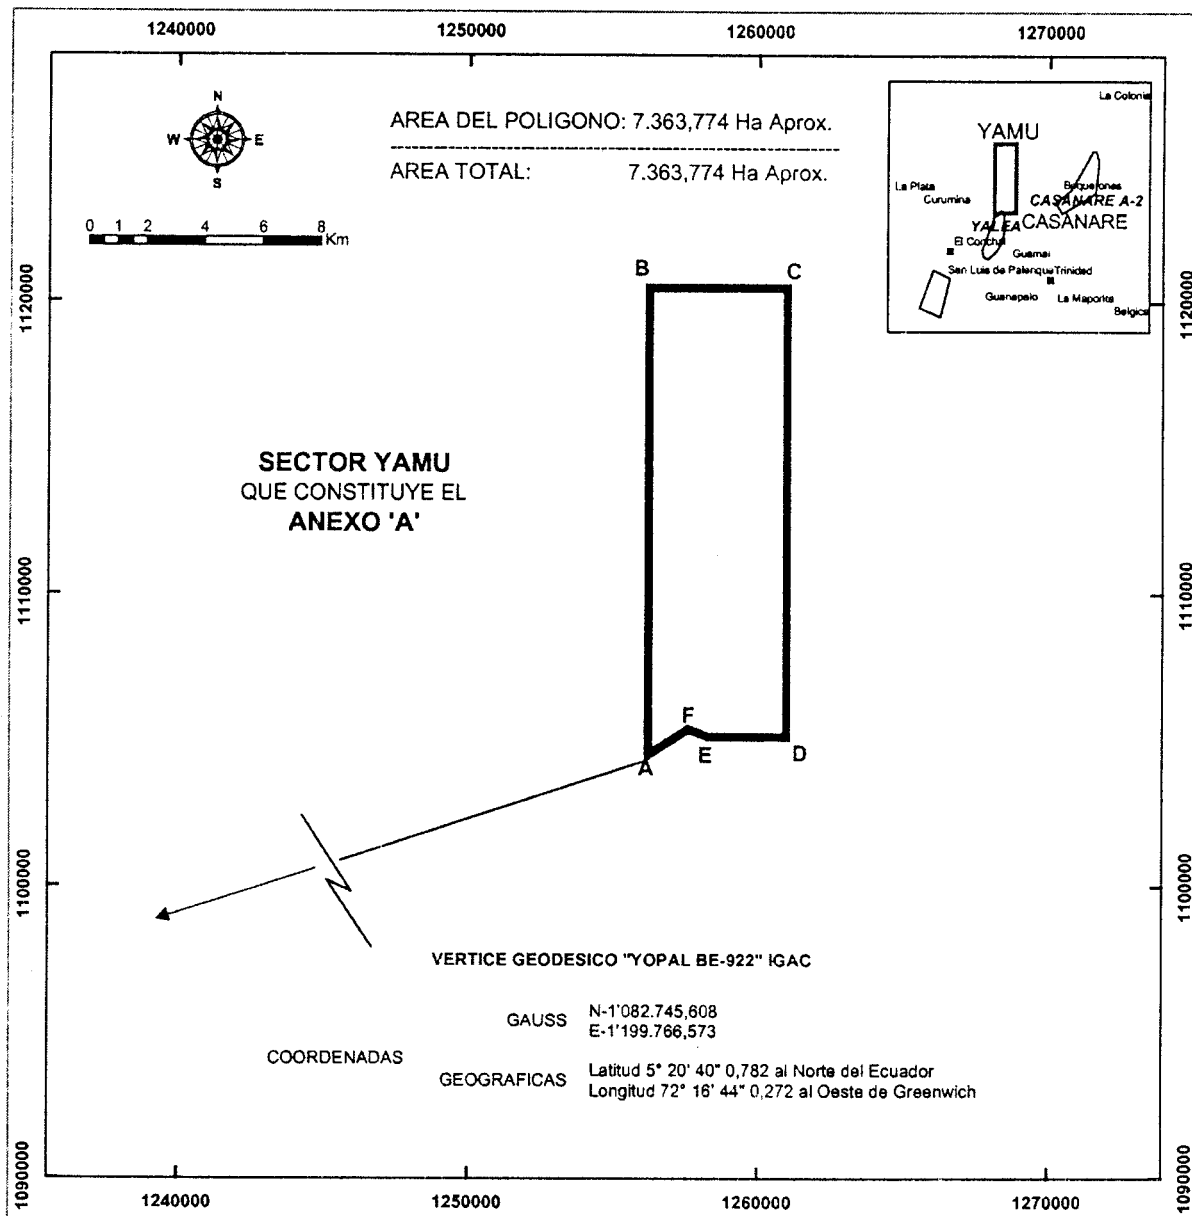 1240000
1250000
1260000
1270000
N
W
E
S
AREA DEL POLIGONO: 7.363,774 Ha Aprox.
AREA TOTAL: 7.363,774 Ha Aprox.
0 1 2 4 6 8
Km
La Colonia
YAMU
La Plata
Curumina
Boquerones
CASANARE A-2
YALEA
CASANARE
El Conchal
Guamal
San Luis de Palenque
Trinidad
Guanapalo
La Maporita
Belgica
1120000
1120000
B
C
SECTOR YAMU
QUE CONSTITUYE EL
ANEXO 'A'
1110000
1110000
F
A
E
D
1100000
1100000
VERTICE GEODESICO "YOPAL BE-922" IGAC
GAUSS
N-1'082.745,608
E-1'199.766,573
COORDENADAS
GEOGRAFICAS
Latitud 5° 20' 40" 0,782 al Norte del Ecuador
Longitud 72° 16' 44" 0,272 al Oeste de Greenwich
1090000
1090000
1240000
1250000
1260000
1270000